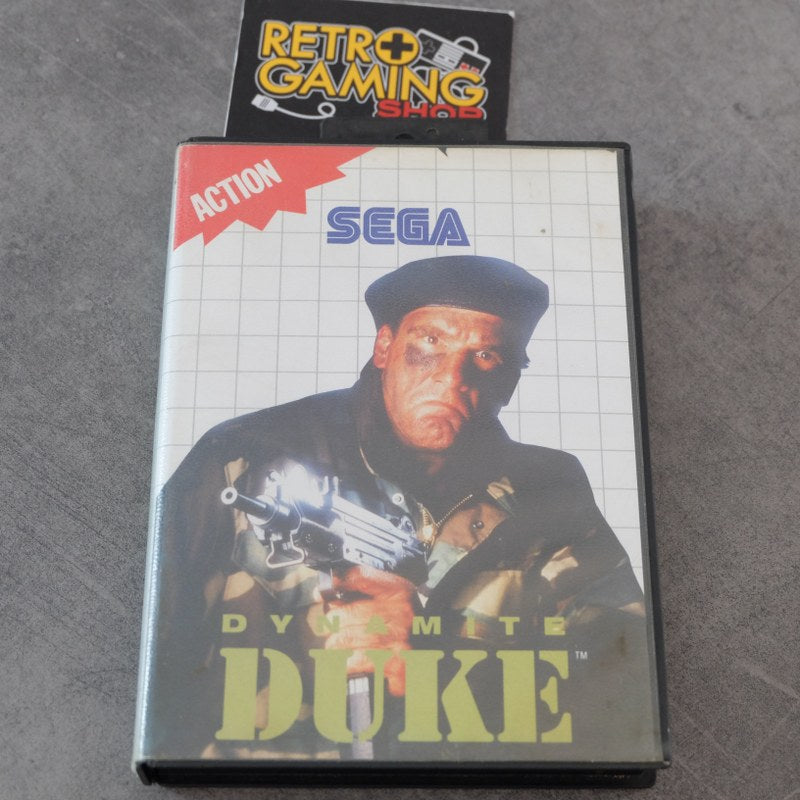 RETRO
GAMING
SHOP
ACTION
SEGA
DYNAMITE
DUKE™